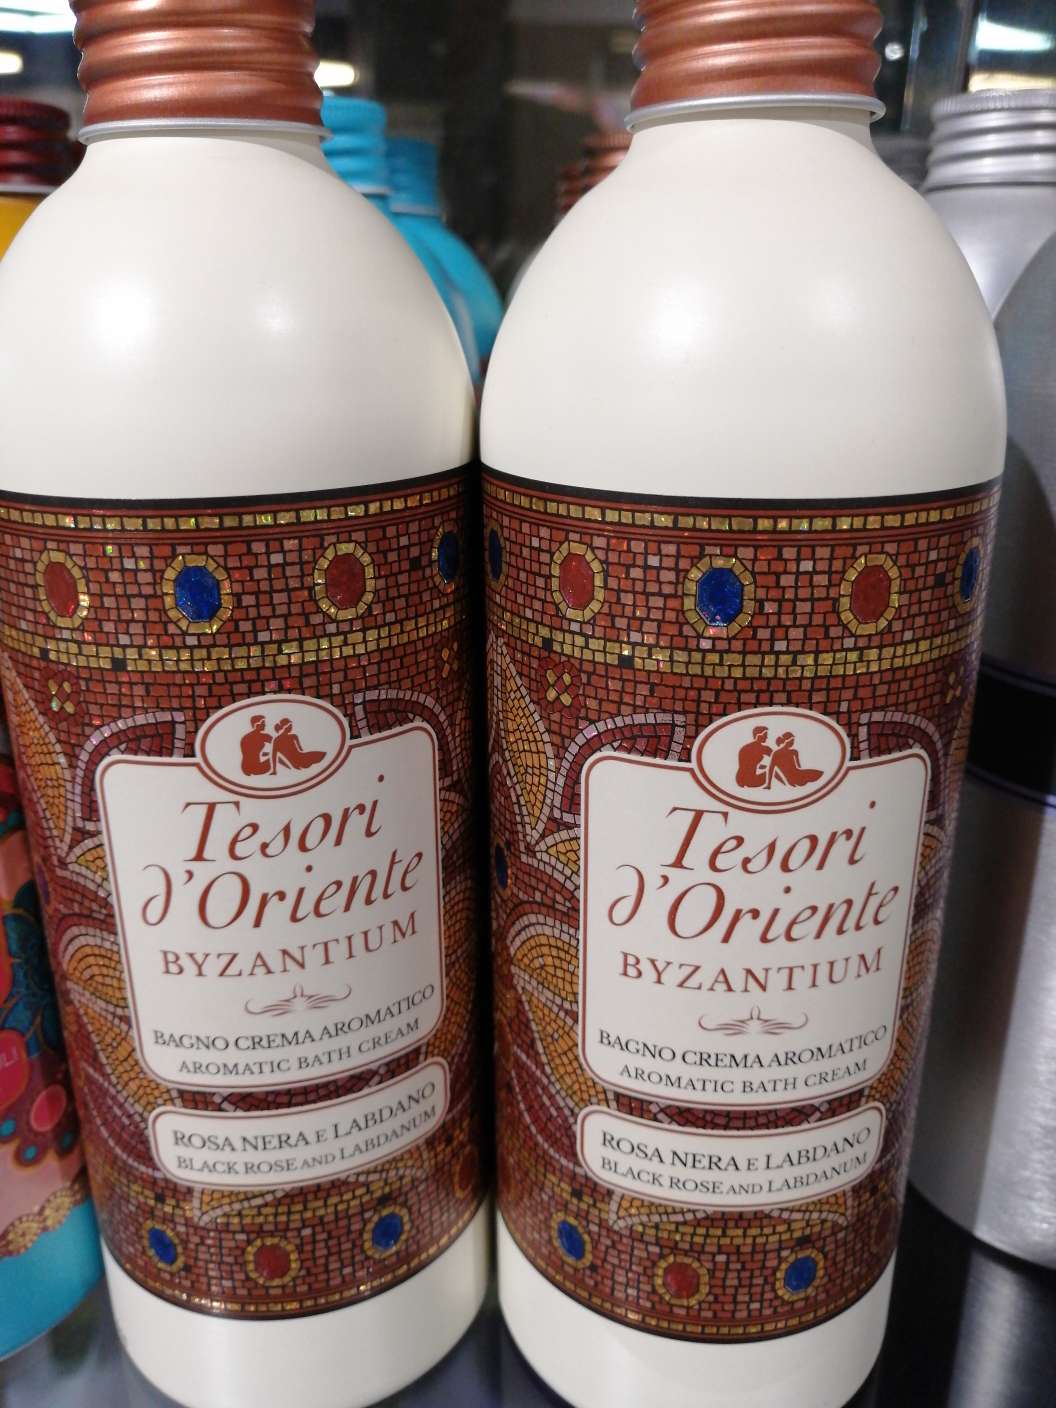 Tesori
d'Oriente
BYZANTIUM
BAGNO CREMA AROMATICO
AROMATIC BATH CREAM
ROSA NERA E LABDANO
BLACK ROSE AND LABDANUM
Tesori
d'Oriente
BYZANTIUM
BAGNO CREMA AROMATICO
AROMATIC BATH CREAM
ROSA NERA E LABDANO
BLACK ROSE AND LABDANUM